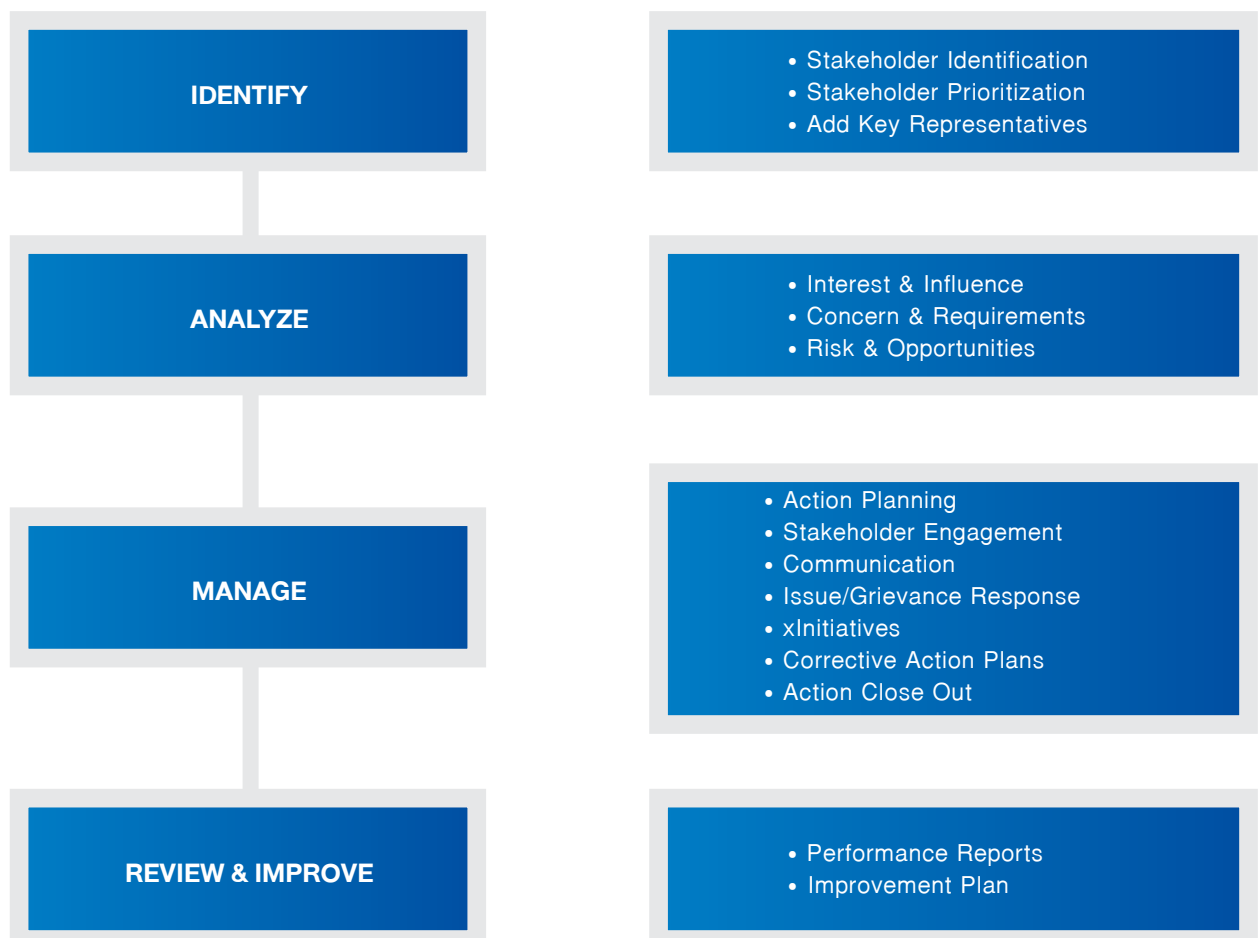 IDENTIFY
• Stakeholder Identification
• Stakeholder Prioritization
• Add Key Representatives
ANALYZE
• Interest & Influence
• Concern & Requirements
• Risk & Opportunities
MANAGE
• Action Planning
• Stakeholder Engagement
• Communication
• Issue/Grievance Response
• xInitiatives
• Corrective Action Plans
• Action Close Out
REVIEW & IMPROVE
• Performance Reports
• Improvement Plan